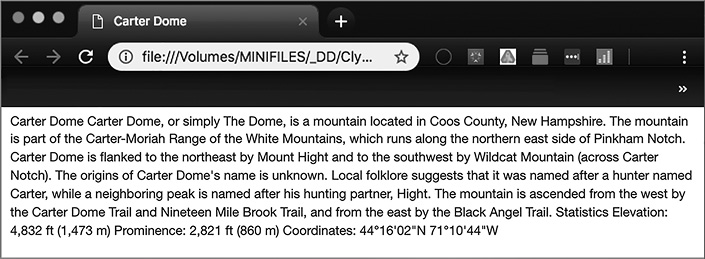 Carter Dome
file:///Volumes/MINIFILES/_DD/Cly...
Carter Dome Carter Dome, or simply The Dome, is a mountain located in Coos County, New Hampshire. The mountain
is part of the Carter-Moriah Range of the White Mountains, which runs along the northern east side of Pinkham Notch.
Carter Dome is flanked to the northeast by Mount Hight and to the southwest by Wildcat Mountain (across Carter
Notch). The origins of Carter Dome's name is unknown. Local folklore suggests that it was named after a hunter named
Carter, while a neighboring peak is named after his hunting partner, Hight. The mountain is ascended from the west by
the Carter Dome Trail and Nineteen Mile Brook Trail, and from the east by the Black Angel Trail. Statistics Elevation:
4,832 ft (1,473 m) Prominence: 2,821 ft (860 m) Coordinates: 44°16'02"N 71°10'44"W